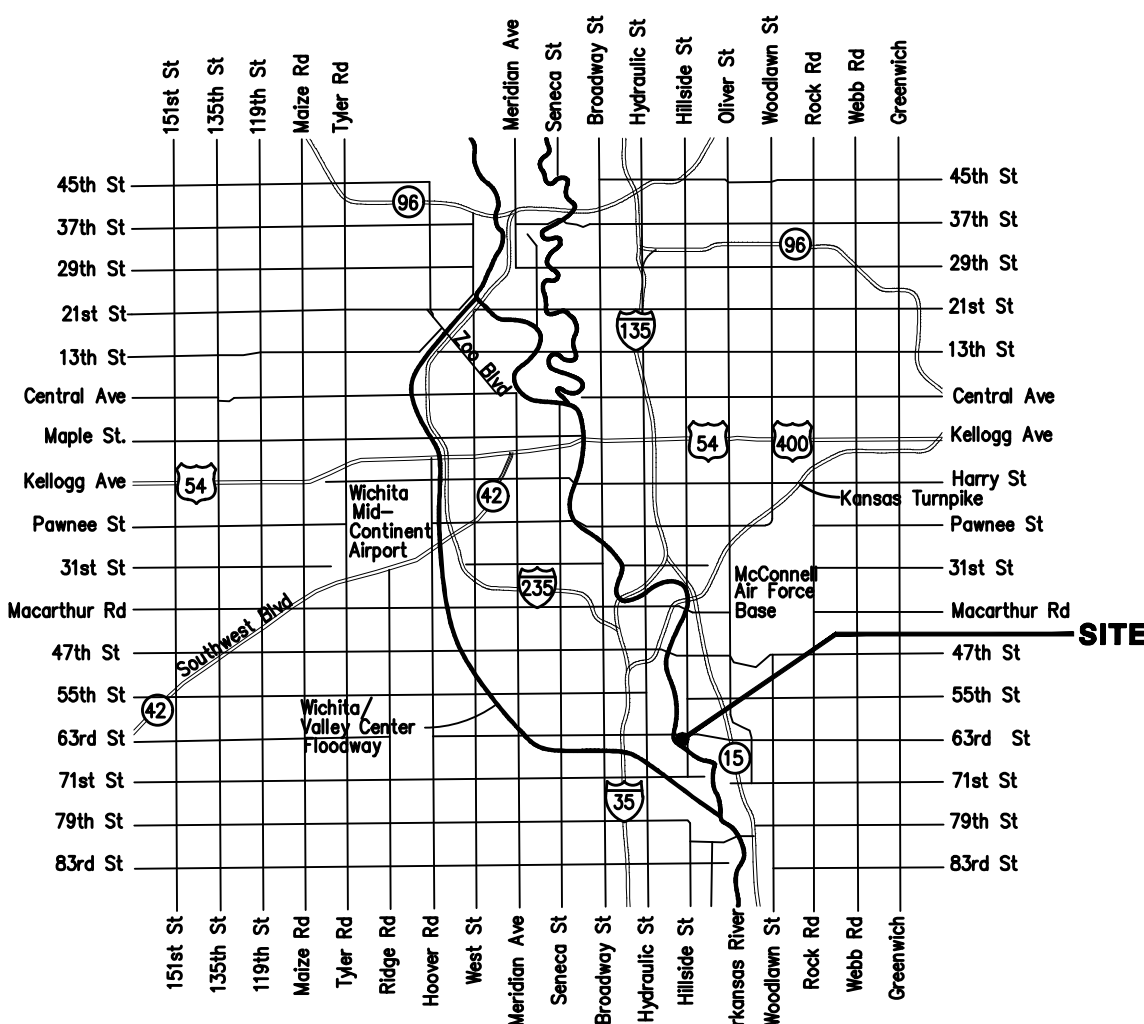 151st St
135th St
119th St
Maize Rd
Tyler Rd
Meridian Ave
Seneca St
Broadway St
Hydraulic St
Hillside St
Oliver St
Woodlawn St
Rock Rd
Webb Rd
Greenwich
45th St
37th St
29th St
21st St
13th St
Central Ave
Maple St.
Kellogg Ave
Pawnee St
31st St
Macarthur Rd
47th St
55th St
63rd St
71st St
79th St
83rd St
96
96
135
Zoo Blvd
54
54
400
42
Wichita
Mid-
Continent
Airport
Kansas Turnpike
McConnell
Air Force
Base
235
Southwest Blvd
42
Wichita/
Valley Center
Floodway
15
35
SITE
45th St
37th St
29th St
21st St
13th St
Central Ave
Kellogg Ave
Harry St
Pawnee St
31st St
Macarthur Rd
47th St
55th St
63rd St
71st St
79th St
83rd St
151st St
135th St
119th St
Maize Rd
Tyler Rd
Ridge Rd
Hoover Rd
West St
Meridian Ave
Seneca St
Broadway St
Hydraulic St
Hillside St
rkansas River
Woodlawn St
Rock Rd
Webb Rd
Greenwich